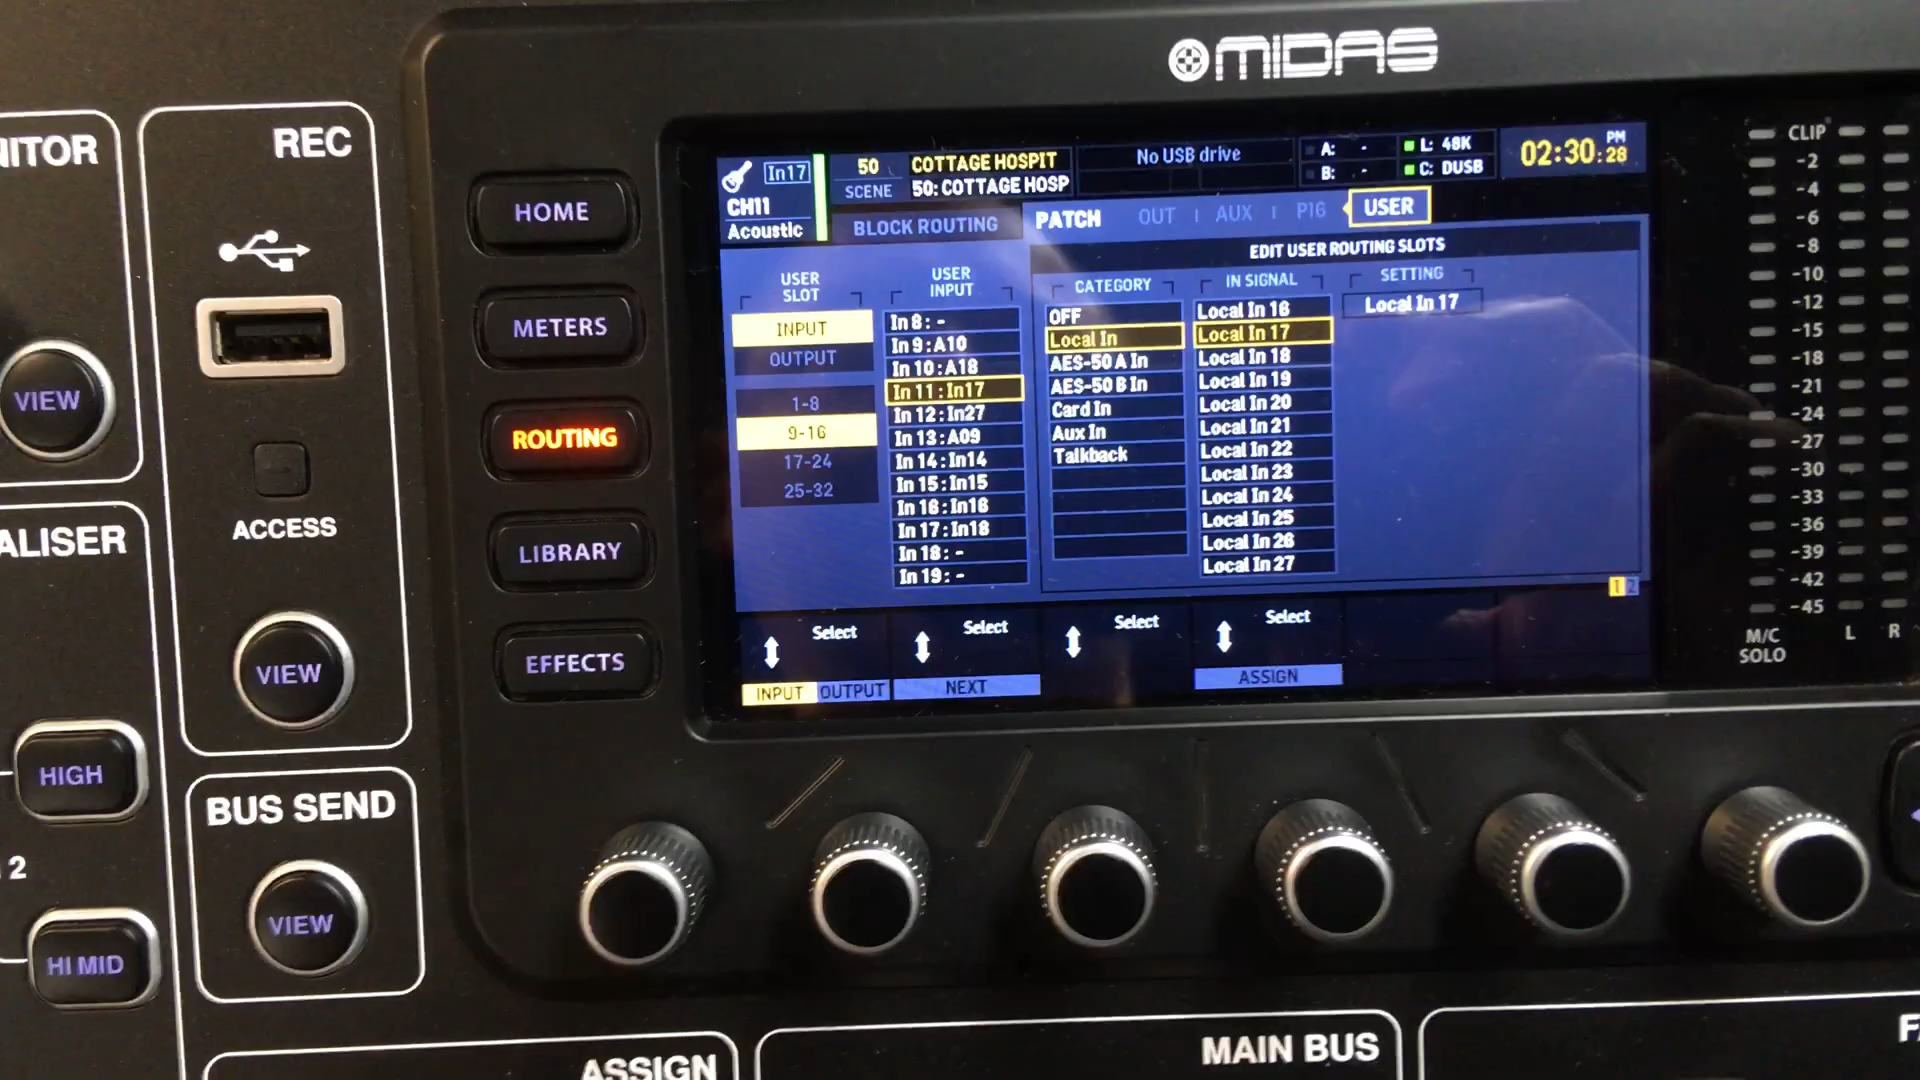 MIDAS
NITOR
VIEW
REC
ACCESS
VIEW
ALISER
HIGH
2
HI MID
BUS SEND
VIEW
ASSIGN
MAIN BUS
HOME
METERS
ROUTING
LIBRARY
EFFECTS
In17
CH11
Acoustic
50
SCENE
COTTAGE HOSPIT
50: COTTAGE HOSP
No USB drive
A: -
B: -
L: 48K
C: DUSB
02:30:28 PM
BLOCK ROUTING
PATCH
OUT
AUX
P16
USER
EDIT USER ROUTING SLOTS
USER SLOT
INPUT
OUTPUT
1-8
9-16
17-24
25-32
USER INPUT
In 8: -
In 9: A10
In 10: A18
In 11: In17
In 12: In27
In 13: A09
In 14: In14
In 15: In15
In 16: In16
In 17: In18
In 18: -
In 19: -
CATEGORY
OFF
Local In
AES-50 A In
AES-50 B In
Card In
Aux In
Talkback
IN SIGNAL
Local In 16
Local In 17
Local In 18
Local In 19
Local In 20
Local In 21
Local In 22
Local In 23
Local In 24
Local In 25
Local In 26
Local In 27
SETTING
Local In 17
1 2
Select
Select
Select
Select
INPUT OUTPUT
NEXT
ASSIGN
CLIP
-2
-4
-6
-8
-10
-12
-15
-18
-21
-24
-27
-30
-33
-36
-39
-42
-45
M/C
SOLO
L
R